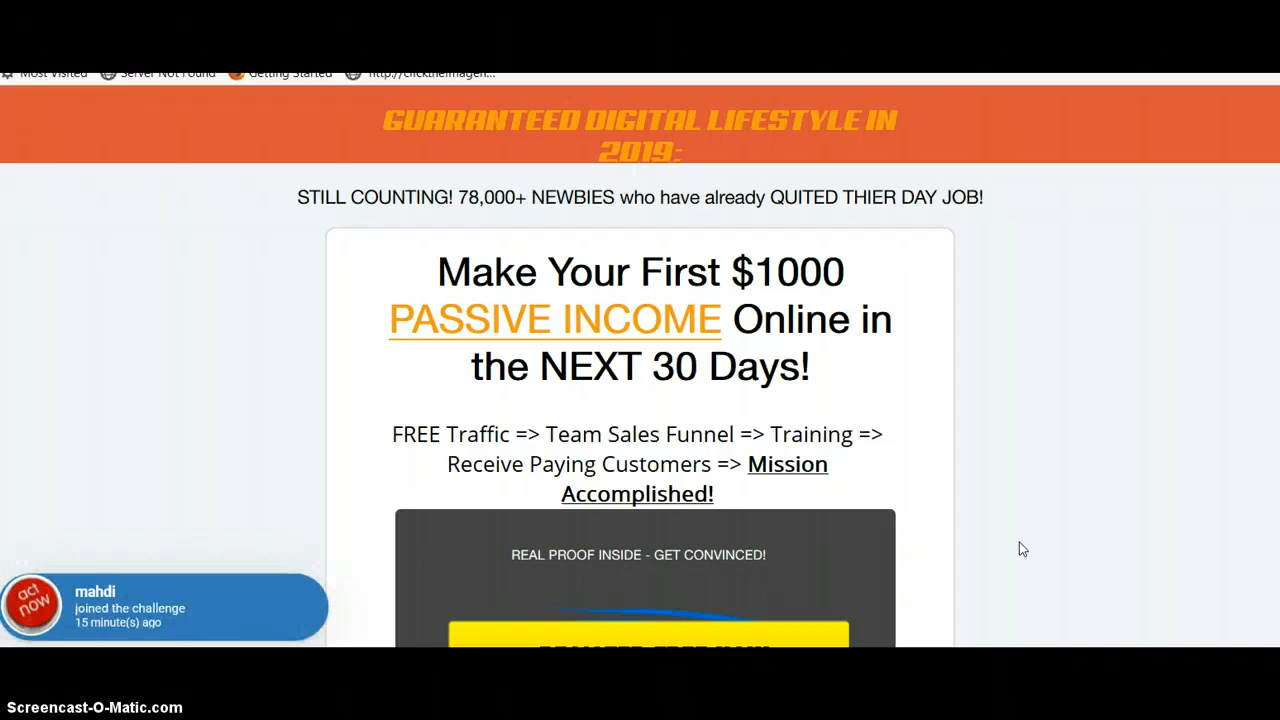 Most Visited Server Not Found Getting Started http://clicktheimagen...
GUARANTEED DIGITAL LIFESTYLE IN
2019:
STILL COUNTING! 78,000+ NEWBIES who have already QUITED THIER DAY JOB!
Make Your First $1000
PASSIVE INCOME Online in
the NEXT 30 Days!
FREE Traffic => Team Sales Funnel => Training =>
Receive Paying Customers => Mission
Accomplished!
REAL PROOF INSIDE - GET CONVINCED!
act
now
mahdi
joined the challenge
15 minute(s) ago
Screencast-O-Matic.com